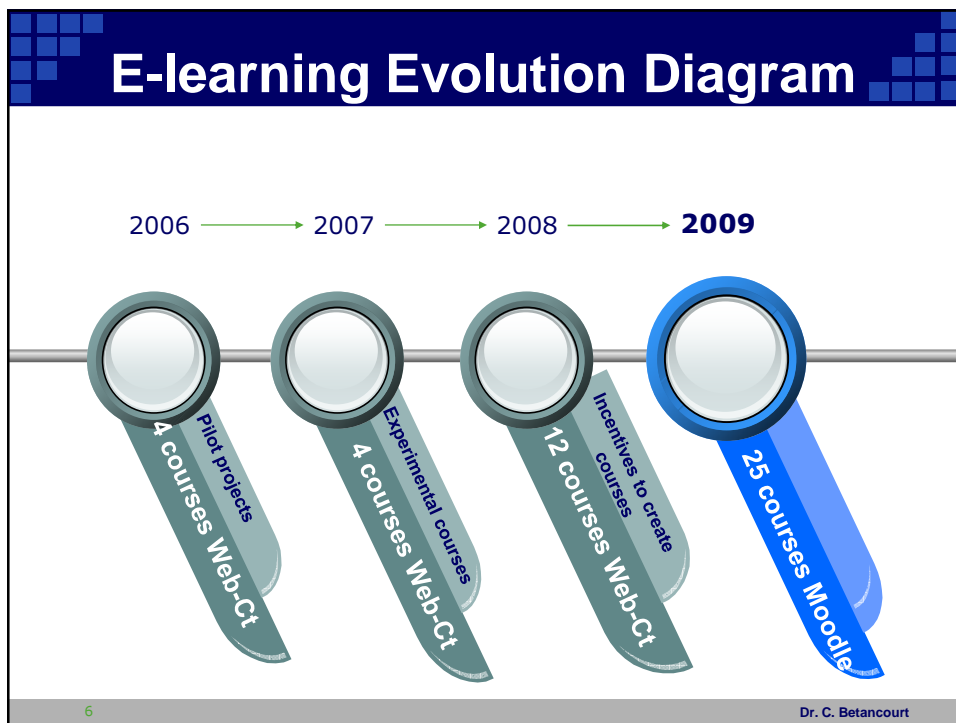 E-learning Evolution Diagram
2006
2007
2008
2009
4 courses Web-Ct
Pilot projects
4 courses Web-Ct
Experimental courses
12 courses Web-Ct
Incentives to create
courses
25 courses Moodle
6
Dr. C. Betancourt